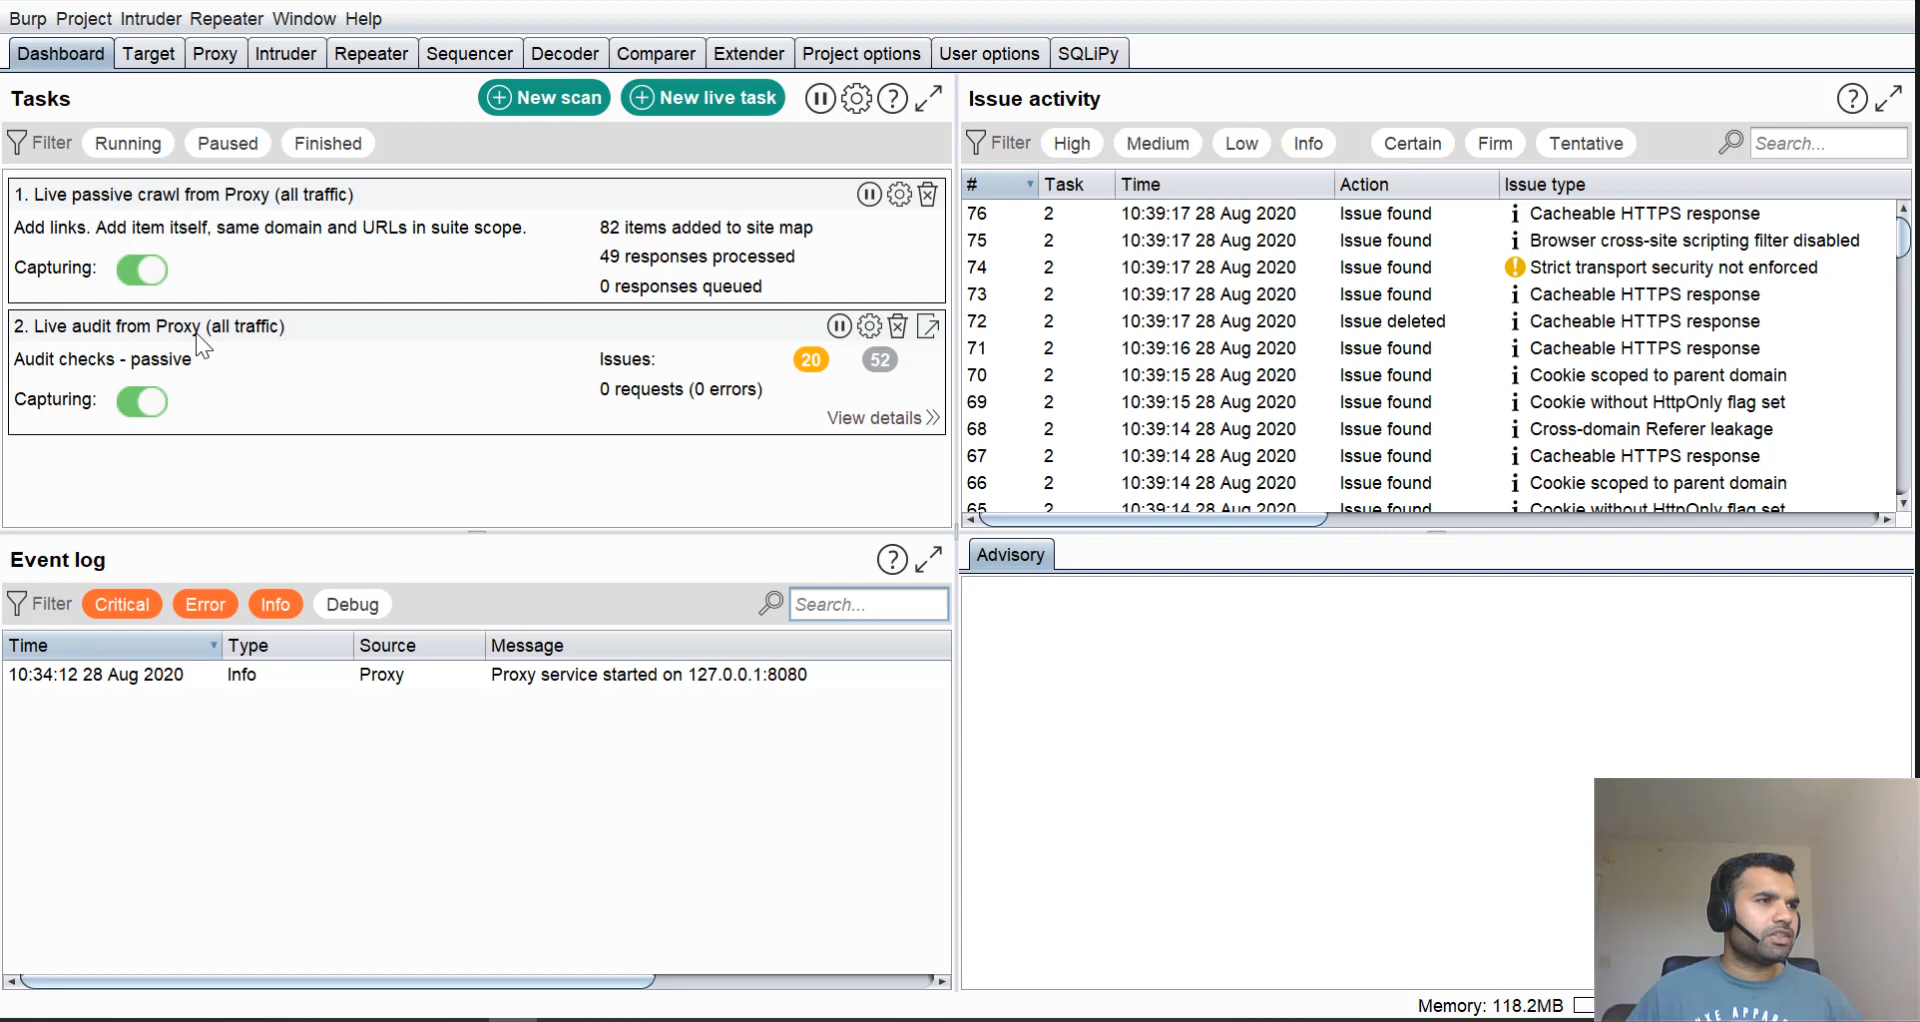 Burp Project Intruder Repeater Window Help
Dashboard Target Proxy Intruder Repeater Sequencer Decoder Comparer Extender Project options User options SQLiPy
Tasks
New scan New live task
Filter Running Paused Finished
1. Live passive crawl from Proxy (all traffic)
Add links. Add item itself, same domain and URLs in suite scope.
82 items added to site map
49 responses processed
0 responses queued
Capturing:
2. Live audit from Proxy (all traffic)
Audit checks - passive
Issues: 20 52
0 requests (0 errors)
Capturing:
View details
Issue activity
Filter High Medium Low Info Certain Firm Tentative Search...
# Task Time Action Issue type
76 2 10:39:17 28 Aug 2020 Issue found Cacheable HTTPS response
75 2 10:39:17 28 Aug 2020 Issue found Browser cross-site scripting filter disabled
74 2 10:39:17 28 Aug 2020 Issue found Strict transport security not enforced
73 2 10:39:17 28 Aug 2020 Issue found Cacheable HTTPS response
72 2 10:39:17 28 Aug 2020 Issue deleted Cacheable HTTPS response
71 2 10:39:16 28 Aug 2020 Issue found Cacheable HTTPS response
70 2 10:39:15 28 Aug 2020 Issue found Cookie scoped to parent domain
69 2 10:39:15 28 Aug 2020 Issue found Cookie without HttpOnly flag set
68 2 10:39:14 28 Aug 2020 Issue found Cross-domain Referer leakage
67 2 10:39:14 28 Aug 2020 Issue found Cacheable HTTPS response
66 2 10:39:14 28 Aug 2020 Issue found Cookie scoped to parent domain
65 2 10:39:14 28 Aug 2020 Issue found Cookie without HttpOnly flag set
Event log
Filter Critical Error Info Debug Search...
Time Type Source Message
10:34:12 28 Aug 2020 Info Proxy Proxy service started on 127.0.0.1:8080
Advisory
Memory: 118.2MB